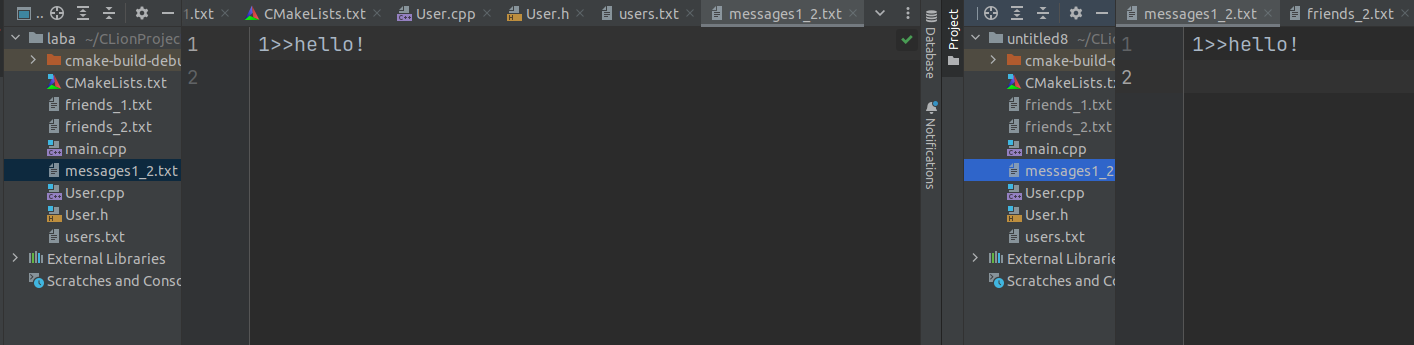 1.txt CMakeLists.txt User.cpp User.h users.txt messages1_2.txt
laba ~/CLionProjec
cmake-build-debu
CMakeLists.txt
friends_1.txt
friends_2.txt
main.cpp
messages1_2.txt
User.cpp
User.h
users.txt
External Libraries
Scratches and Conso
1 1>>hello!
2
Database
Notifications
Project
messages1_2.txt friends_2.txt
untitled8 ~/CLio
cmake-build-d
CMakeLists.tx
friends_1.txt
friends_2.txt
main.cpp
messages1_2
User.cpp
User.h
users.txt
External Librarie
Scratches and Co
1 1>>hello!
2